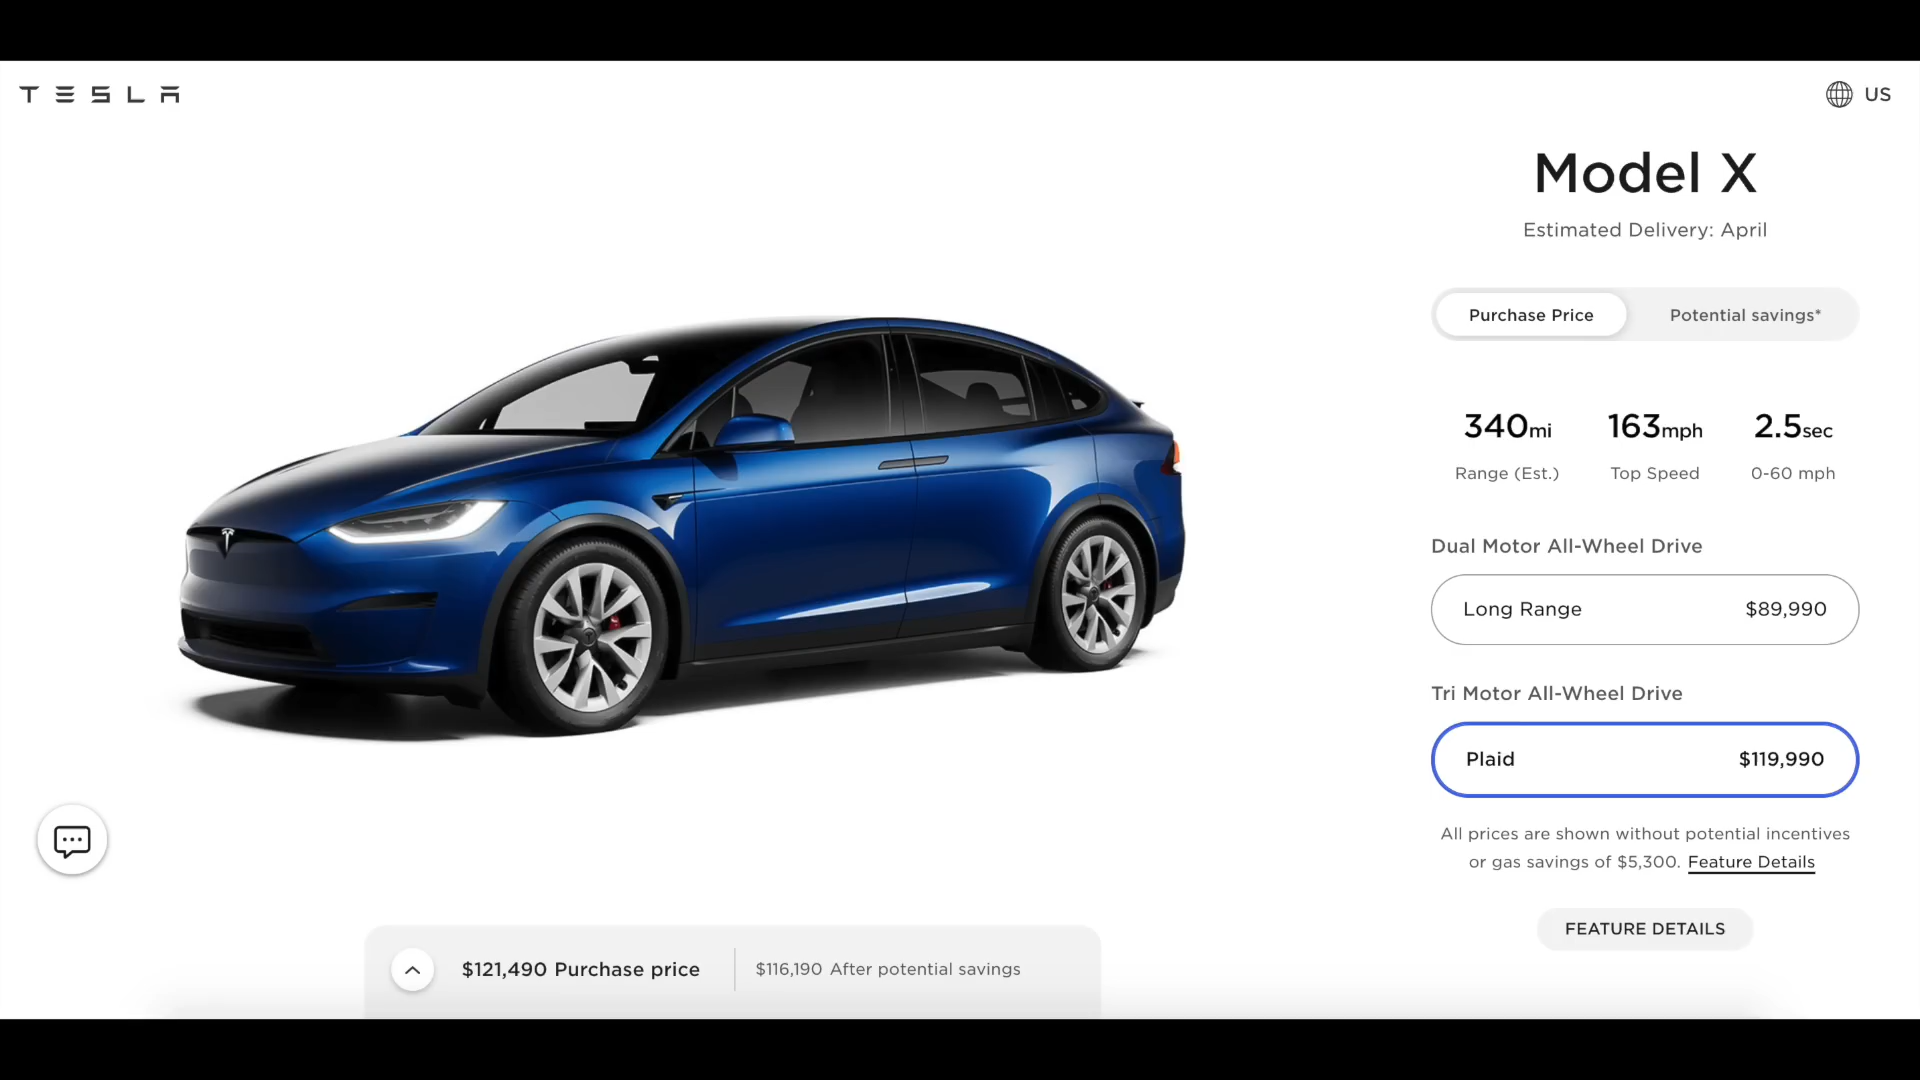 TESLA
US
Model X
Estimated Delivery: April
Purchase Price
Potential savings*
340mi
163mph
2.5sec
Range (Est.)
Top Speed
0-60 mph
Dual Motor All-Wheel Drive
Long Range
$89,990
Tri Motor All-Wheel Drive
Plaid
$119,990
All prices are shown without potential incentives
or gas savings of $5,300. Feature Details
FEATURE DETAILS
$121,490 Purchase price
$116,190 After potential savings